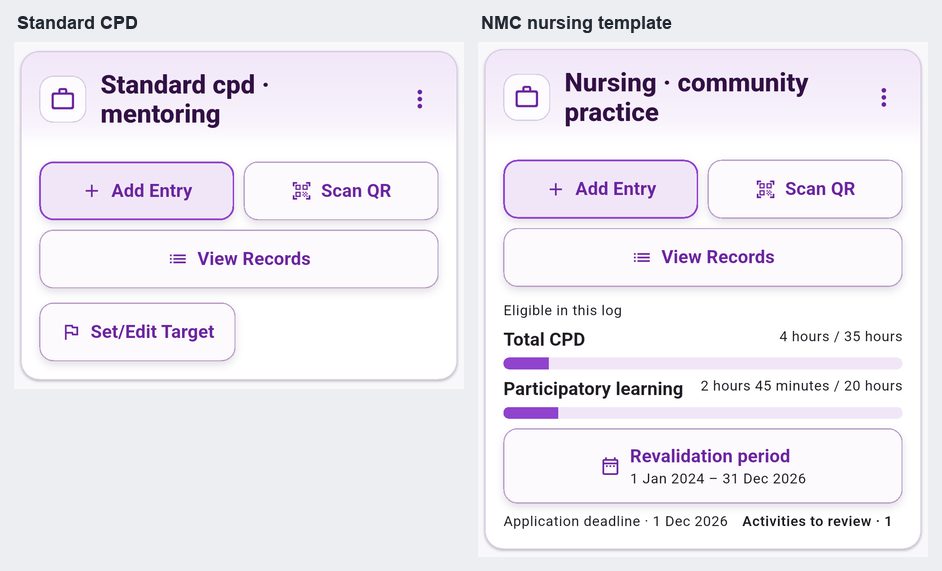 Standard CPD
Standard cpd ·
mentoring
Add Entry
Scan QR
View Records
Set/Edit Target
NMC nursing template
Nursing · community
practice
Add Entry
Scan QR
View Records
Eligible in this log
Total CPD
4 hours / 35 hours
Participatory learning
2 hours 45 minutes / 20 hours
Revalidation period
1 Jan 2024 – 31 Dec 2026
Application deadline · 1 Dec 2026
Activities to review · 1